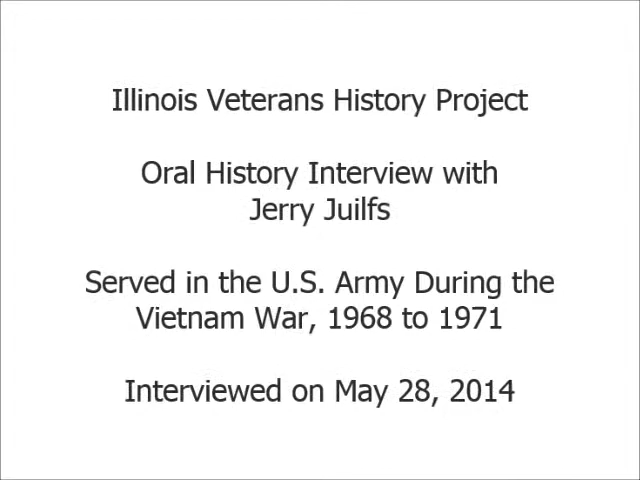 Illinois Veterans History Project
Oral History Interview with
Jerry Juilfs
Served in the U.S. Army During the
Vietnam War, 1968 to 1971
Interviewed on May 28, 2014